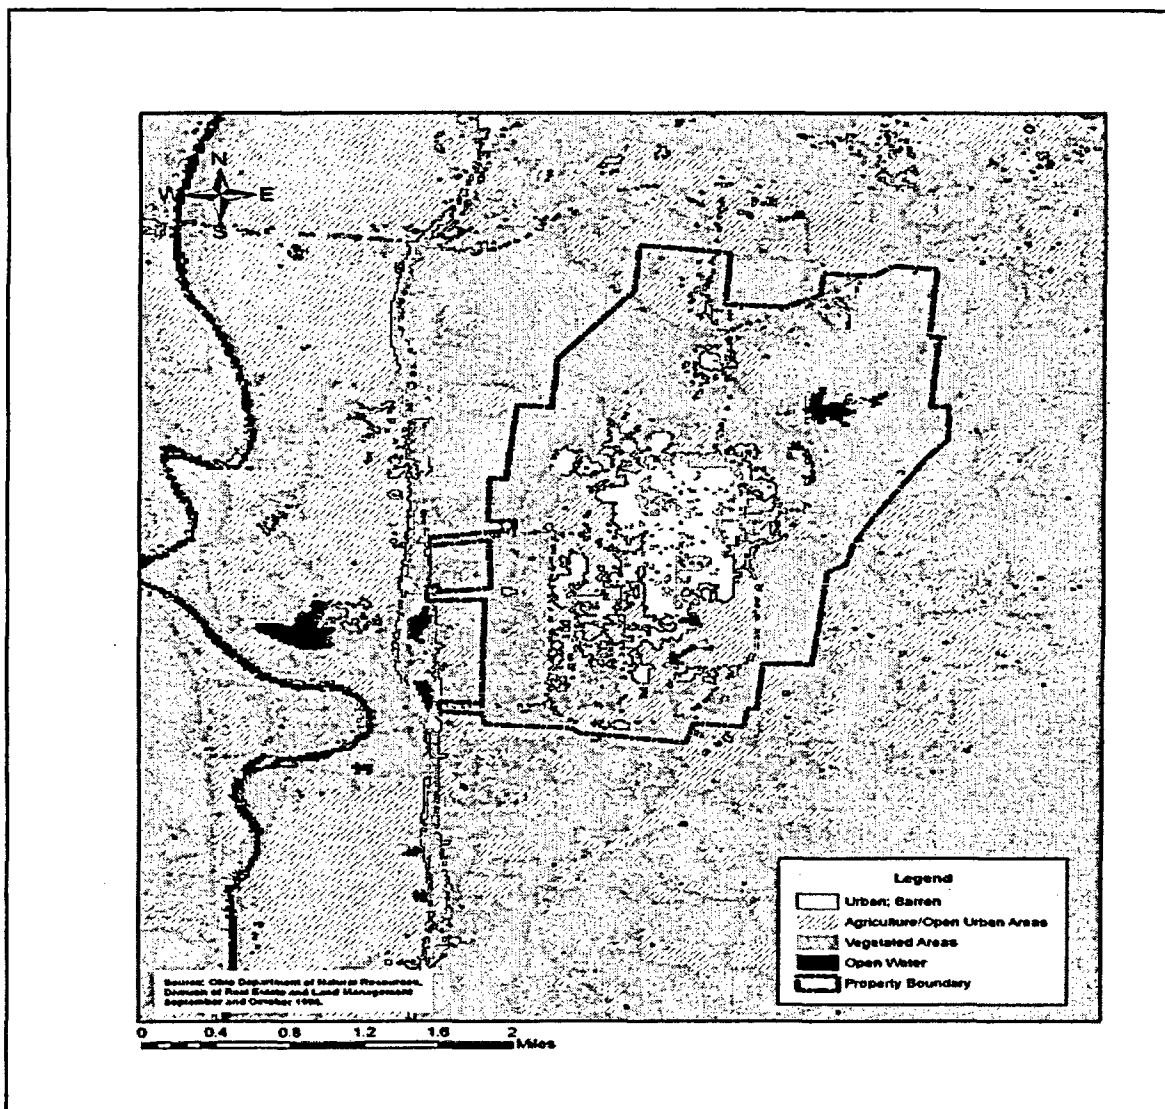 N
W E
S
Legend
Urban; Barren
Agriculture/Open Urban Areas
Vegetated Areas
Open Water
Property Boundary
Source: Ohio Department of Natural Resources,
Domain of Real Estate and Land Management
September and October 1994.
0 0.4 0.8 1.2 1.6 2
Miles